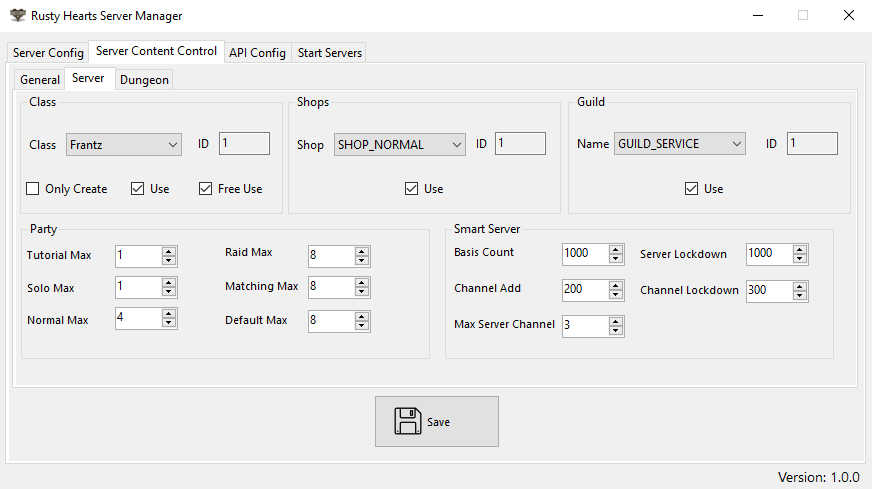 Rusty Hearts Server Manager
Server Config Server Content Control API Config Start Servers
General Server Dungeon
Class Shops Guild
Class Frantz ID 1 Shop SHOP_NORMAL ID 1 Name GUILD_SERVICE ID 1
Only Create Use Free Use Use Use
Party
Tutorial Max 1 Raid Max 8
Solo Max 1 Matching Max 8
Normal Max 4 Default Max 8
Smart Server
Basis Count 1000 Server Lockdown 1000
Channel Add 200 Channel Lockdown 300
Max Server Channel 3
Save
Version: 1.0.0